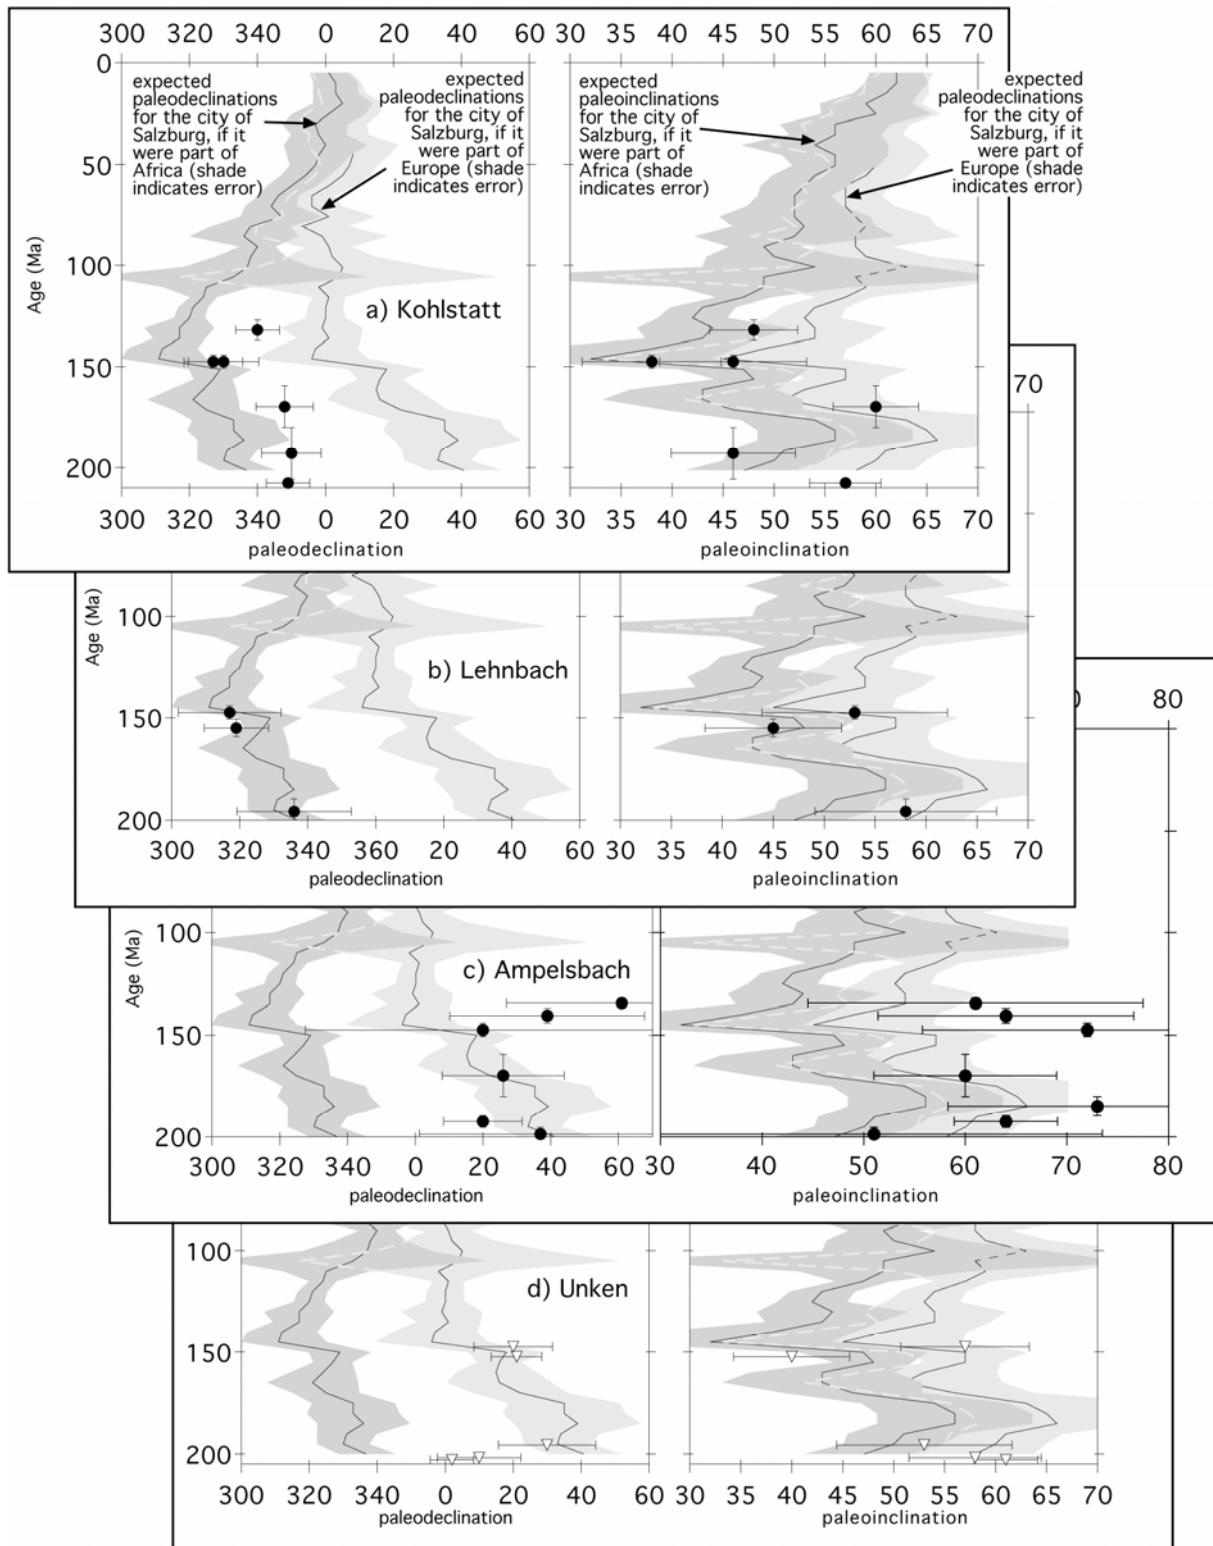 300 320 340 0 20 40 60 30 35 40 45 50 55 60 65 70
0
expected
paleodeclinations
for the city of
Salzburg, if it
were part of
Africa (shade
indicates error)
expected
paleodeclinations
for the city of
Salzburg, if it
were part of
Europe (shade
indicates error)
expected
paleoinclinations
for the city of
Salzburg, if it
were part of
Africa (shade
indicates error)
expected
paleodeclinations
for the city of
Salzburg, if it
were part of
Europe (shade
indicates error)
50
100
150
200
Age (Ma)
a) Kohlstatt
300 320 340 0 20 40 60 30 35 40 45 50 55 60 65 70
paleodeclination paleoinclination
70
100
150
200
Age (Ma)
b) Lehnbach
300 320 340 360 20 40 60 30 35 40 45 50 55 60 65 70
paleodeclination paleoinclination
0 80
100
150
200
Age (Ma)
c) Ampelsbach
300 320 340 0 20 40 60 30 40 50 60 70 80
paleodeclination paleoinclination
100
150
200
d) Unken
300 320 340 0 20 40 60 30 35 40 45 50 55 60 65 70
paleodeclination paleoinclination